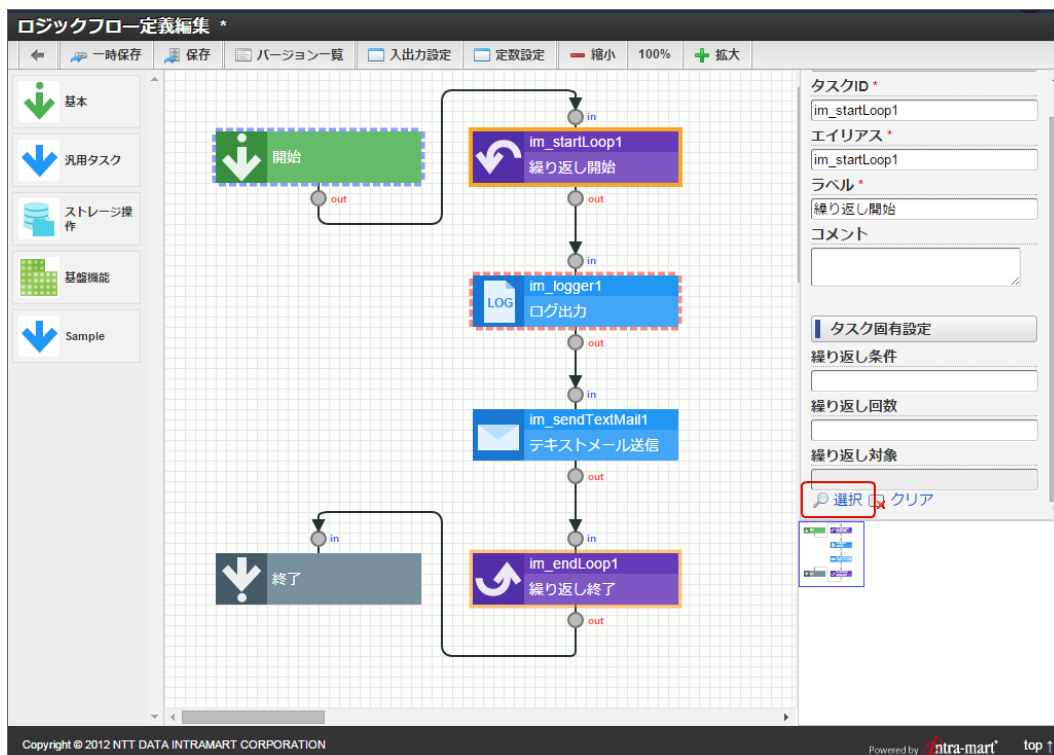 ロジックフロー定義編集 *
一時保存 保存 バージョン一覧 入出力設定 定数設定 縮小 100% 拡大
基本
汎用タスク
ストレージ操
作
基盤機能
Sample
開始
out
in
im_startLoop1
繰り返し開始
out
in
LOG
im_logger1
ログ出力
out
in
im_sendTextMail1
テキストメール送信
out
in
im_endLoop1
繰り返し終了
out
in
終了
タスクID *
im_startLoop1
エイリアス *
im_startLoop1
ラベル *
繰り返し開始
コメント
タスク固有設定
繰り返し条件
繰り返し回数
繰り返し対象
選択 クリア
Copyright © 2012 NTT DATA INTRAMART CORPORATION
Powered by intra-mart top ↑